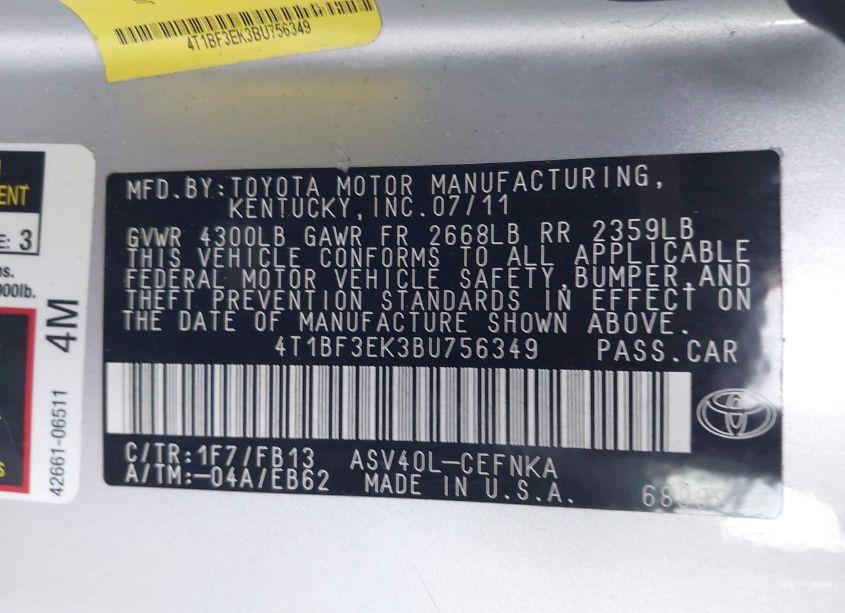 4T1BF3EK3BU756349
ENT
E: 3
900lb.
4M
42661-06511
MFD.BY:TOYOTA MOTOR MANUFACTURING,
KENTUCKY,INC.07/11
GVWR 4300LB GAWR FR 2668LB RR 2359LB
THIS VEHICLE CONFORMS TO ALL APPLICABLE
FEDERAL MOTOR VEHICLE SAFETY,BUMPER,AND
THEFT PREVENTION STANDARDS IN EFFECT ON
THE DATE OF MANUFACTURE SHOWN ABOVE.
4T1BF3EK3BU756349 PASS.CAR
C/TR:1F7/FB13 ASV40L-CEFNKA
A/TM:-04A/EB62 MADE IN U.S.A.